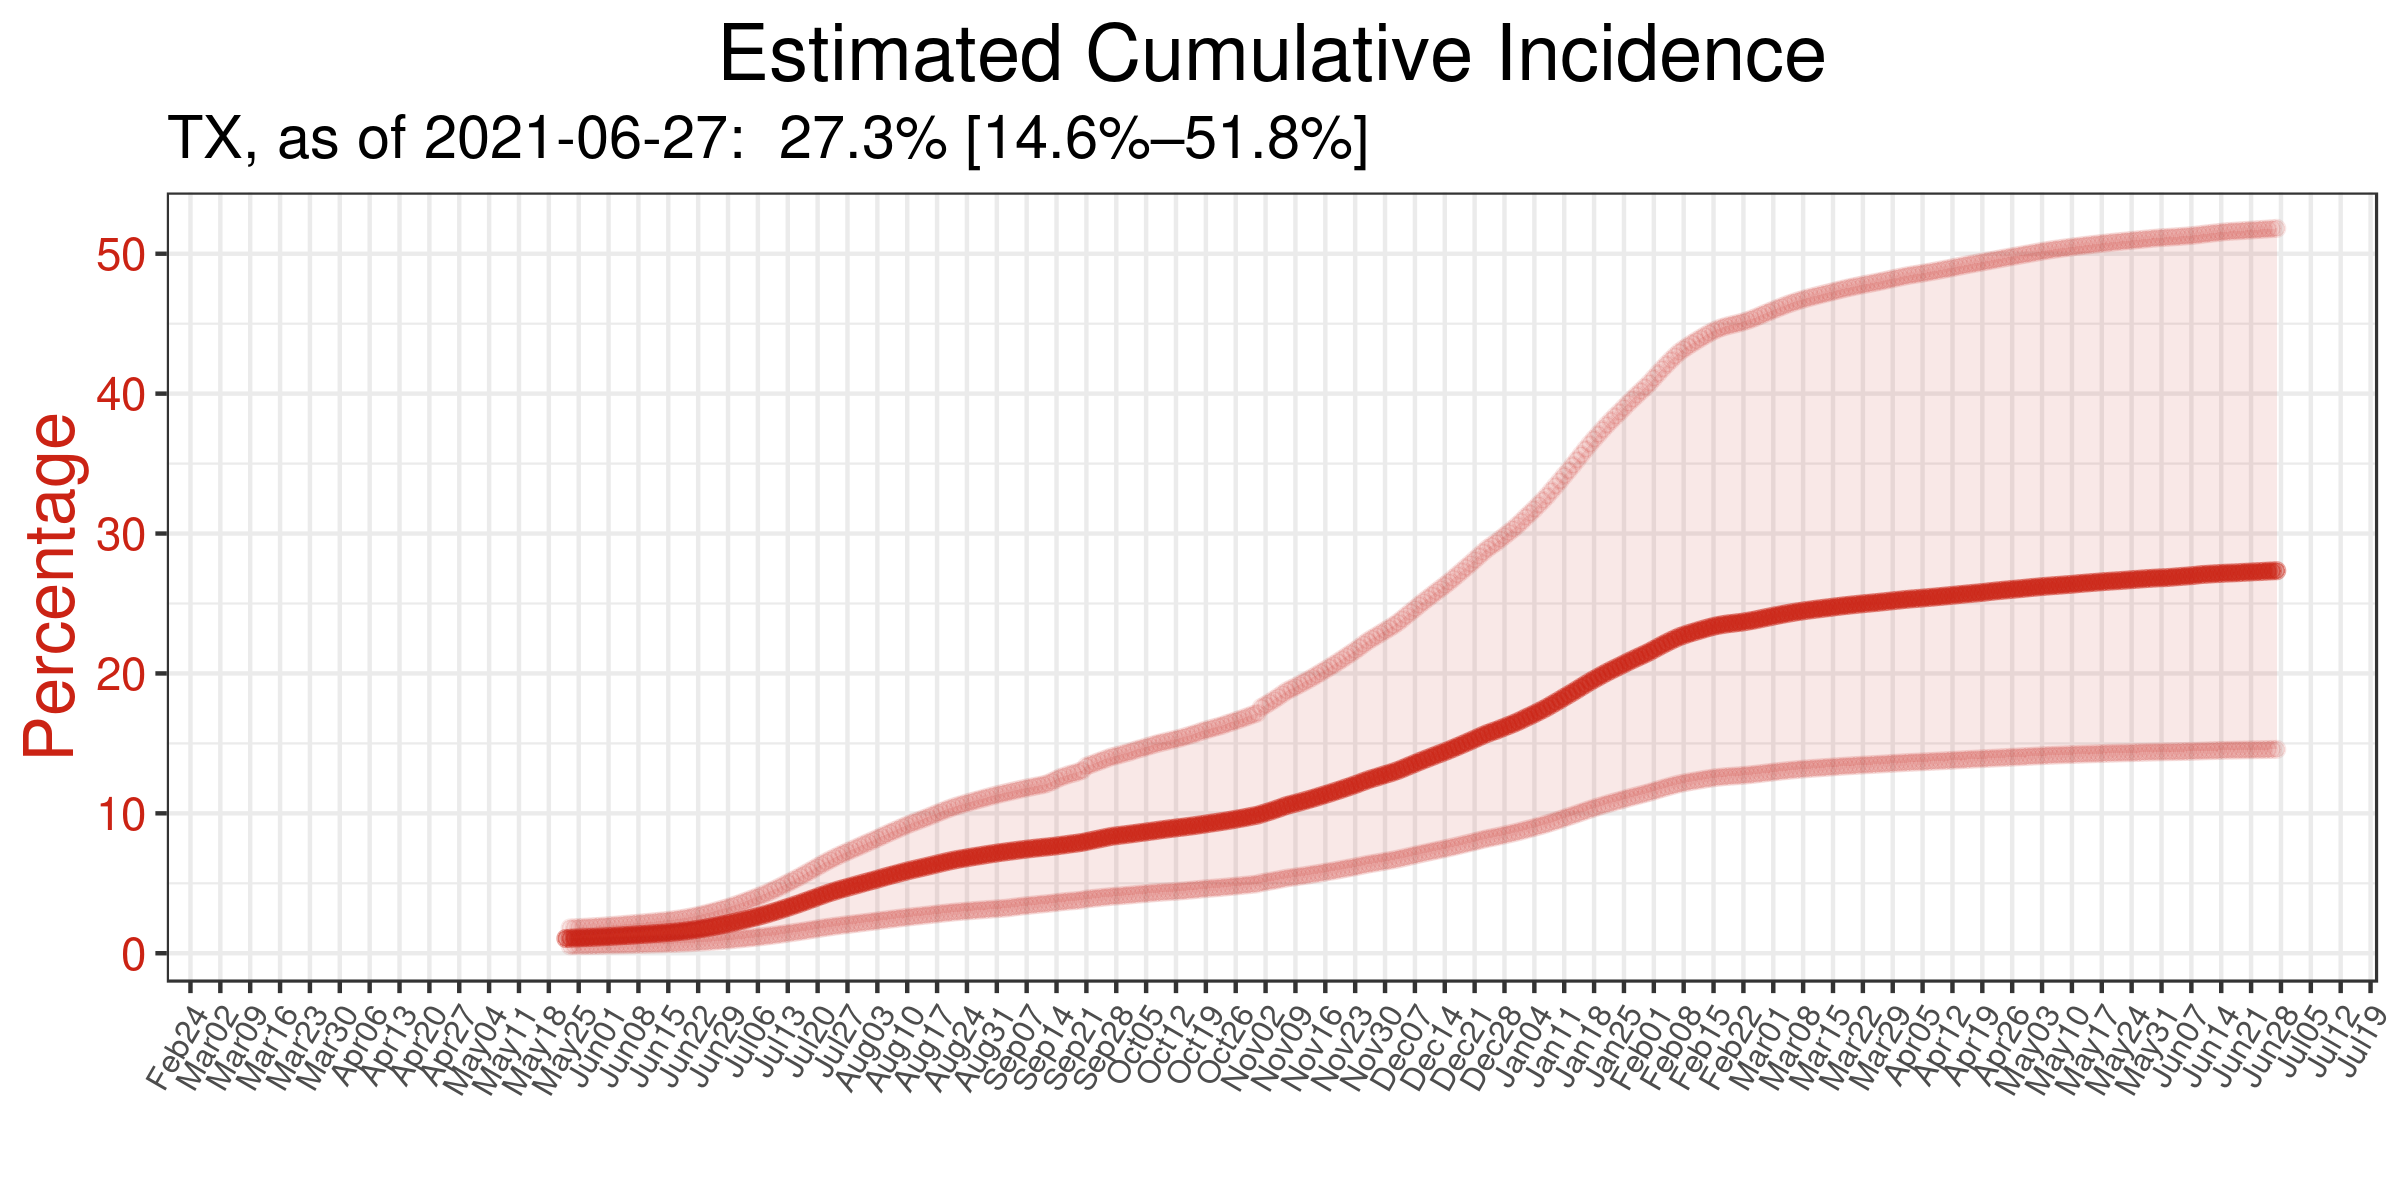 Estimated Cumulative Incidence
TX, as of 2021-06-27: 27.3% [14.6%–51.8%]
Percentage
50
40
30
20
10
0
Feb24
Mar02
Mar09
Mar16
Mar23
Mar30
Apr06
Apr13
Apr20
Apr27
May04
May11
May18
May25
Jun01
Jun08
Jun15
Jun22
Jun29
Jul06
Jul13
Jul20
Jul27
Aug03
Aug10
Aug17
Aug24
Aug31
Sep07
Sep14
Sep21
Sep28
Oct05
Oct12
Oct19
Oct26
Nov02
Nov09
Nov16
Nov23
Nov30
Dec07
Dec14
Dec21
Dec28
Jan04
Jan11
Jan18
Jan25
Feb01
Feb08
Feb15
Feb22
Mar01
Mar08
Mar15
Mar22
Mar29
Apr05
Apr12
Apr19
Apr26
May03
May10
May17
May24
May31
Jun07
Jun14
Jun21
Jun28
Jul05
Jul12
Jul19